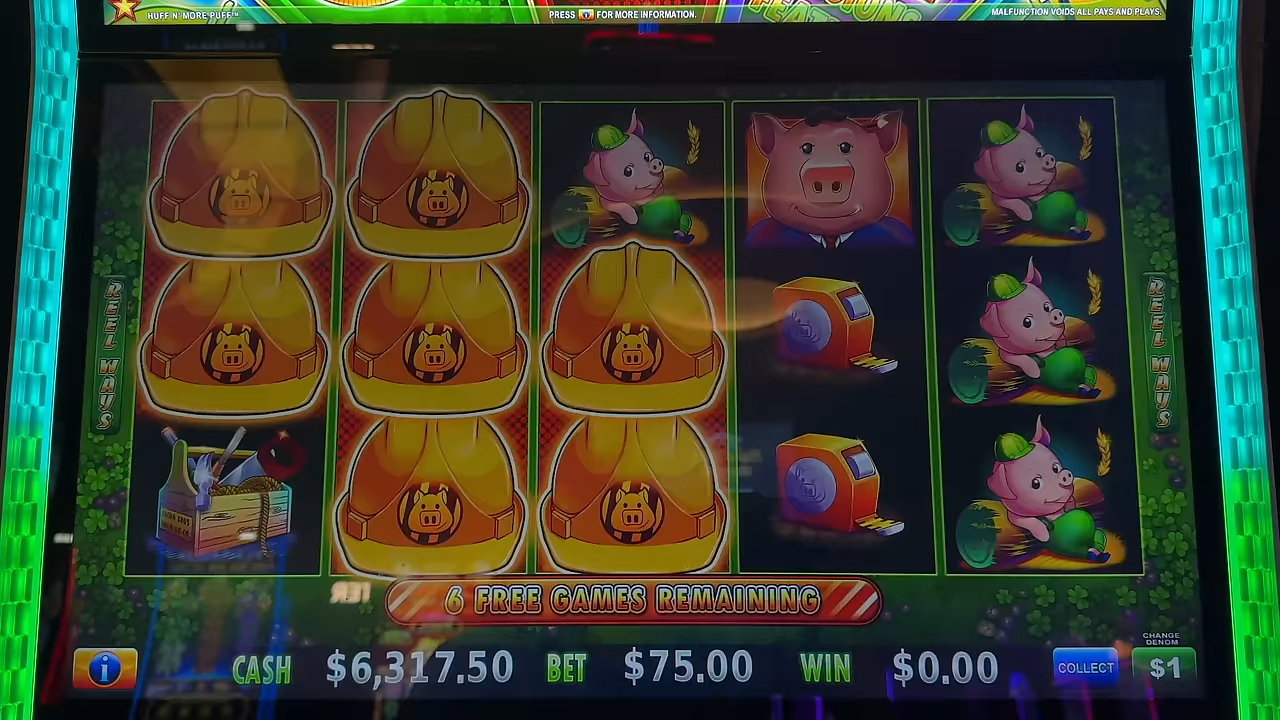 HUFF N' MORE PUFF™
PRESS FOR MORE INFORMATION.
MALFUNCTION VOIDS ALL PAYS AND PLAYS.
REEL WAYS
REEL WAYS
6 FREE GAMES REMAINING
CHANGE
DENOM
CASH $6,317.50 BET $75.00 WIN $0.00 COLLECT $1